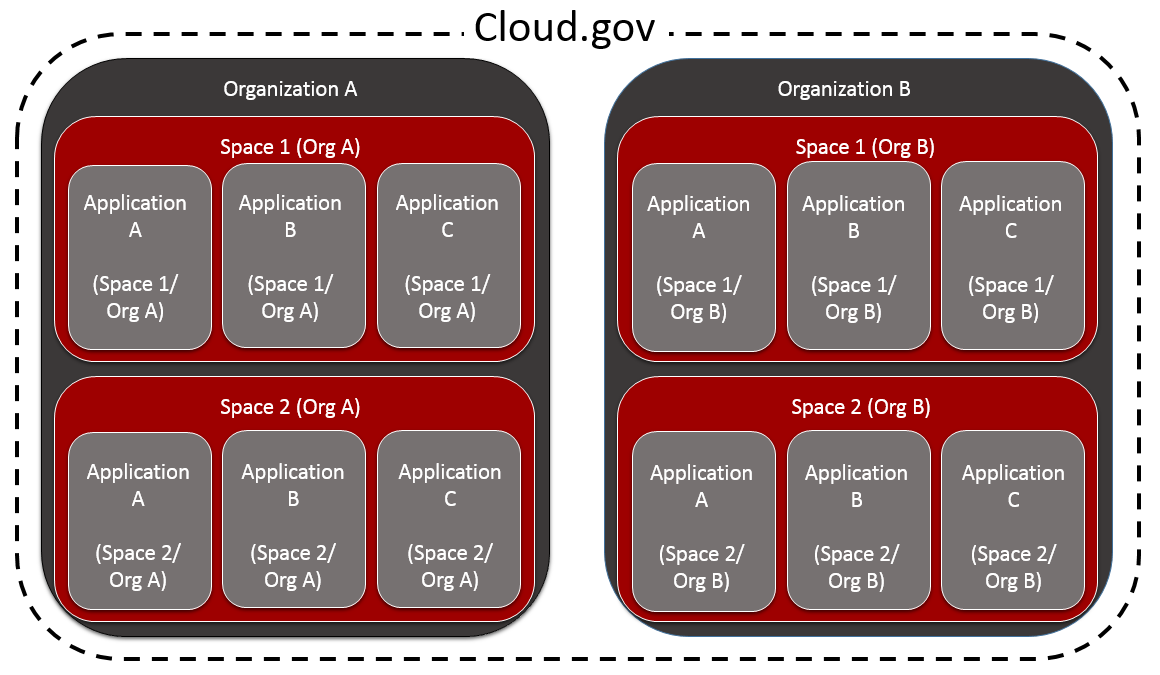 Cloud.gov
Organization A
Space 1 (Org A)
Application
A
(Space 1/
Org A)
Application
B
(Space 1/
Org A)
Application
C
(Space 1/
Org A)
Space 2 (Org A)
Application
A
(Space 2/
Org A)
Application
B
(Space 2/
Org A)
Application
C
(Space 2/
Org A)
Organization B
Space 1 (Org B)
Application
A
(Space 1/
Org B)
Application
B
(Space 1/
Org B)
Application
C
(Space 1/
Org B)
Space 2 (Org B)
Application
A
(Space 2/
Org B)
Application
B
(Space 2/
Org B)
Application
C
(Space 2/
Org B)